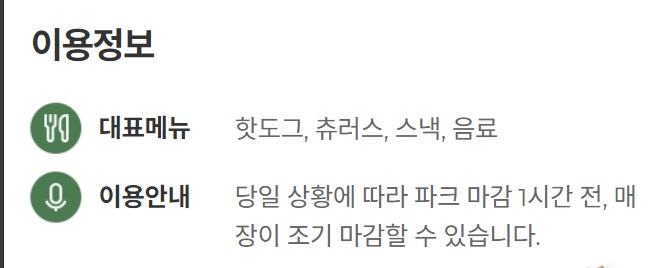 이용정보
대표메뉴 핫도그, 츄러스, 스낵, 음료
이용안내 당일 상황에 따라 파크 마감 1시간 전, 매
장이 조기 마감할 수 있습니다.